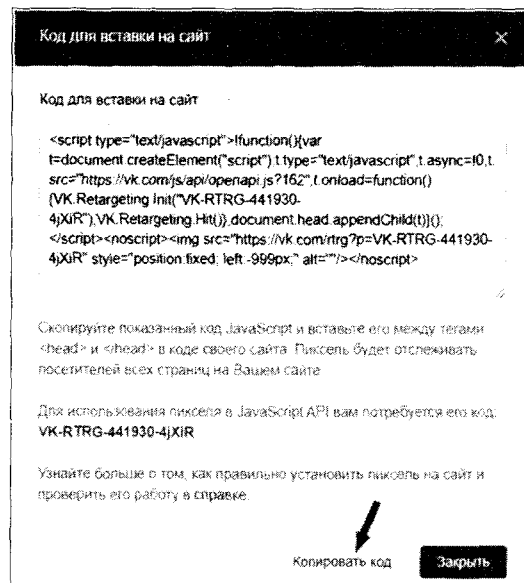 Код для вставки на сайт
Код для вставки на сайт
<script type="text/javascript">!function(){var
t=document.createElement("script");t.type="text/javascript",t.async=!0,t.
src="https://vk.com/js/api/openapi.js?162",t.onload=function()
{VK.Retargeting.Init("VK-RTRG-441930-
4jXiR"),VK.Retargeting.Hit()},document.head.appendChild(t)}();
</script><noscript><img src="https://vk.com/rtrg?p=VK-RTRG-441930-
4jXiR" style="position:fixed; left:-999px;" alt=""/></noscript>
Скопируйте показанный код JavaScript и вставьте его между тегами
<head> и </head> в коде своего сайта. Пиксель будет отслеживать
посетителей всех страниц на Вашем сайте.
Для использования пикселя в JavaScript API вам потребуется его код:
VK-RTRG-441930-4jXiR
Узнайте больше о том, как правильно установить пиксель на сайт и
проверить его работу в справке.
Копировать код
Закрыть